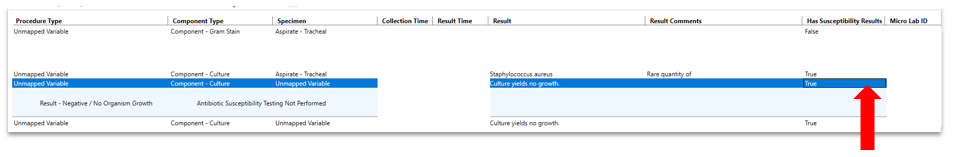 Procedure Type Component Type Specimen Collection Time Result Time Result Result Comments Has Susceptibility Results Micro Lab ID
Unmapped Variable Component - Gram Stain Aspirate - Tracheal False
Unmapped Variable Component - Culture Aspirate - Tracheal Staphylococcus aureus Rare quantity of True
Unmapped Variable Component - Culture Unmapped Variable Culture yields no growth. True
Result - Negative / No Organism Growth Antibiotic Susceptibility Testing Not Performed
Unmapped Variable Component - Culture Unmapped Variable Culture yields no growth. True